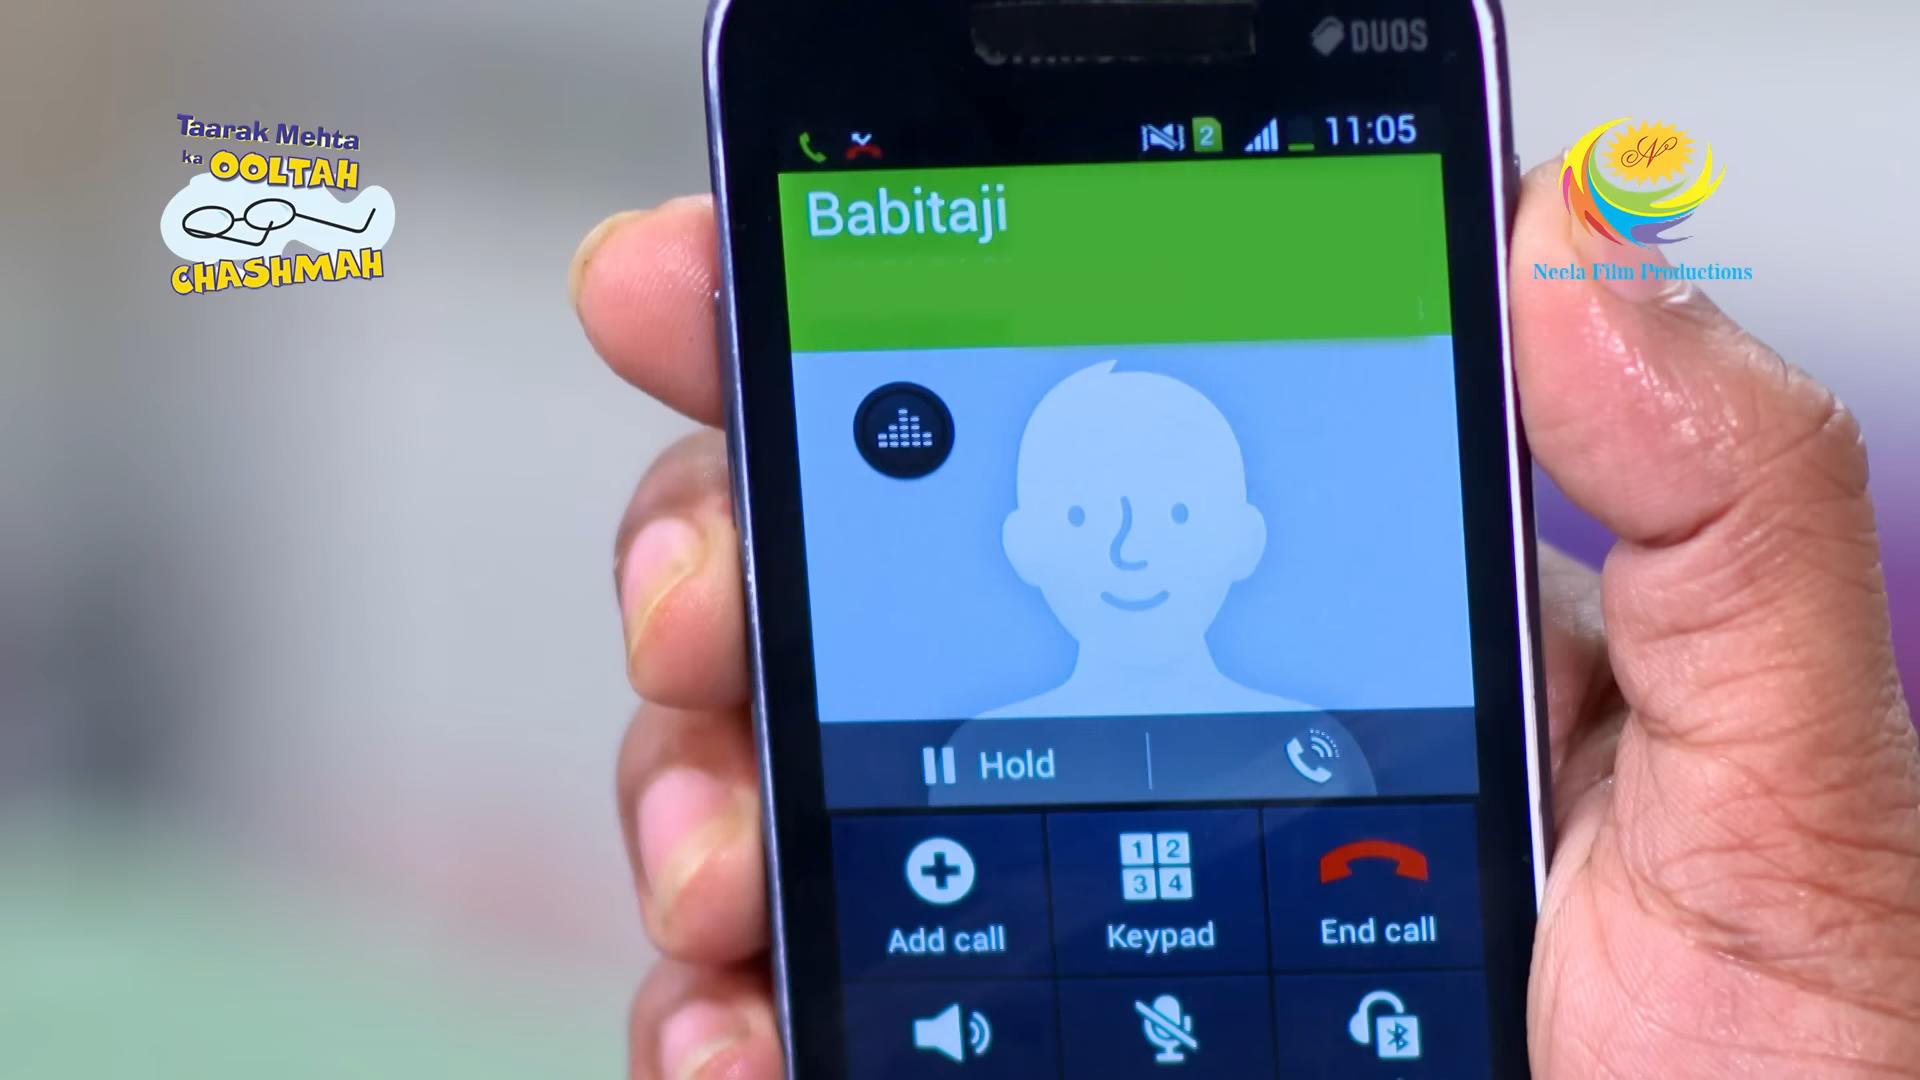 DUOS
Taarak Mehta
ka OOLTAH
CHASHMAH
2 11:05
Babitaji
Neela Film Productions
Hold
1 2
3 4
Add call
Keypad
End call